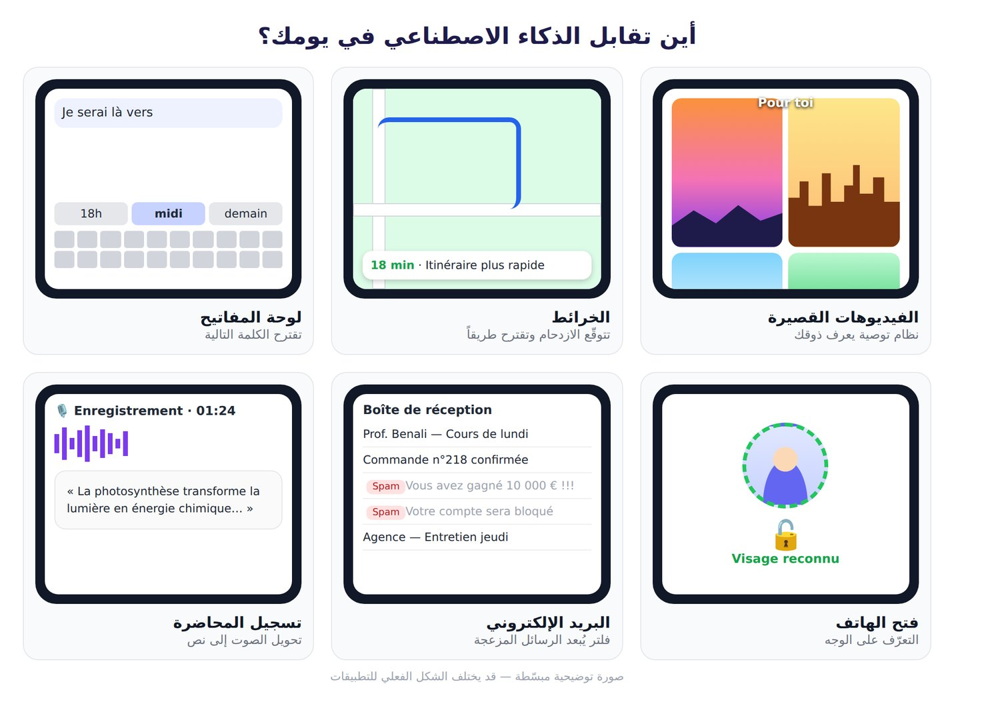 أين تقابل الذكاء الاصطناعي في يومك؟
Pour toi
الفيديوهات القصيرة
نظام توصية يعرف ذوقك
18 min · Itinéraire plus rapide
الخرائط
تتوقّع الازدحام وتقترح طريقاً
Je serai là vers
18h
midi
demain
لوحة المفاتيح
تقترح الكلمة التالية
Visage reconnu
فتح الهاتف
التعرّف على الوجه
Boîte de réception
Prof. Benali — Cours de lundi
Commande n°218 confirmée
Spam Vous avez gagné 10 000 € !!!
Spam Votre compte sera bloqué
Agence — Entretien jeudi
البريد الإلكتروني
فلتر يُبعد الرسائل المزعجة
🎙️ Enregistrement · 01:24
« La photosynthèse transforme la
lumière en énergie chimique… »
تسجيل المحاضرة
تحويل الصوت إلى نص
صورة توضيحية مبسّطة — قد يختلف الشكل الفعلي للتطبيقات